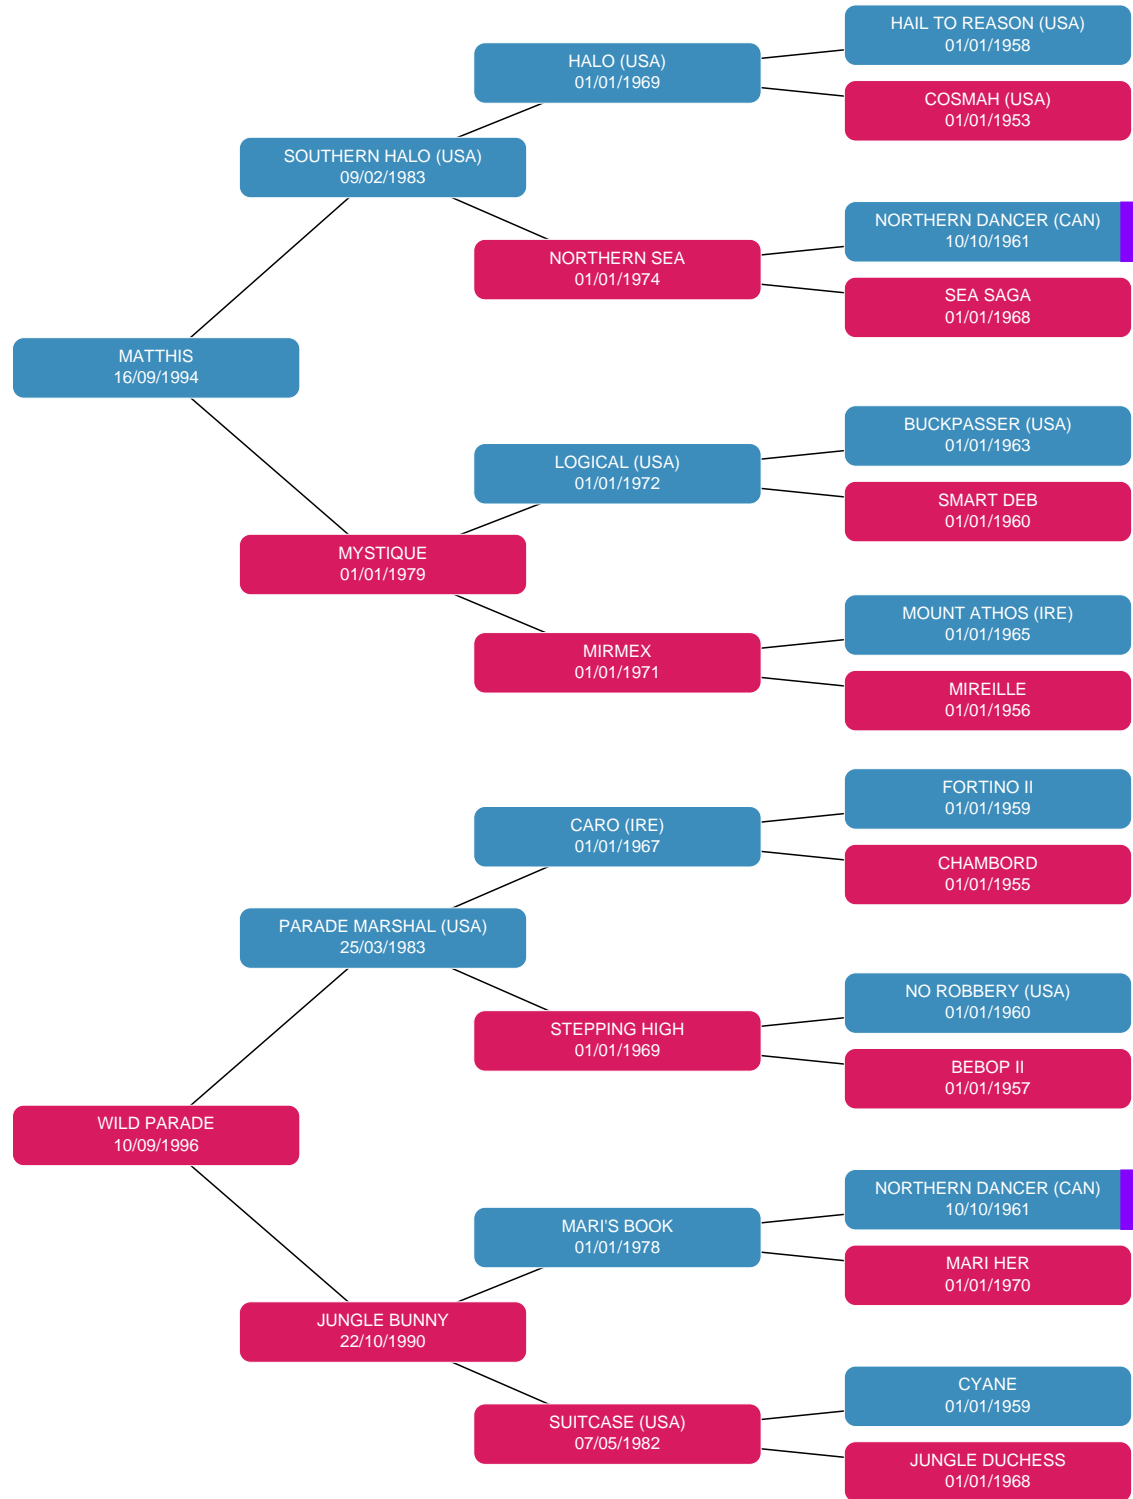 HAIL TO REASON (USA)
01/01/1958
HALO (USA)
01/01/1969
COSMAH (USA)
01/01/1953
SOUTHERN HALO (USA)
09/02/1983
NORTHERN DANCER (CAN)
10/10/1961
NORTHERN SEA
01/01/1974
SEA SAGA
01/01/1968
MATTHIS
16/09/1994
BUCKPASSER (USA)
01/01/1963
LOGICAL (USA)
01/01/1972
SMART DEB
01/01/1960
MYSTIQUE
01/01/1979
MOUNT ATHOS (IRE)
01/01/1965
MIRMEX
01/01/1971
MIREILLE
01/01/1956
FORTINO II
01/01/1959
CARO (IRE)
01/01/1967
CHAMBORD
01/01/1955
PARADE MARSHAL (USA)
25/03/1983
NO ROBBERY (USA)
01/01/1960
STEPPING HIGH
01/01/1969
BEBOP II
01/01/1957
WILD PARADE
10/09/1996
NORTHERN DANCER (CAN)
10/10/1961
MARI'S BOOK
01/01/1978
MARI HER
01/01/1970
JUNGLE BUNNY
22/10/1990
CYANE
01/01/1959
SUITCASE (USA)
07/05/1982
JUNGLE DUCHESS
01/01/1968